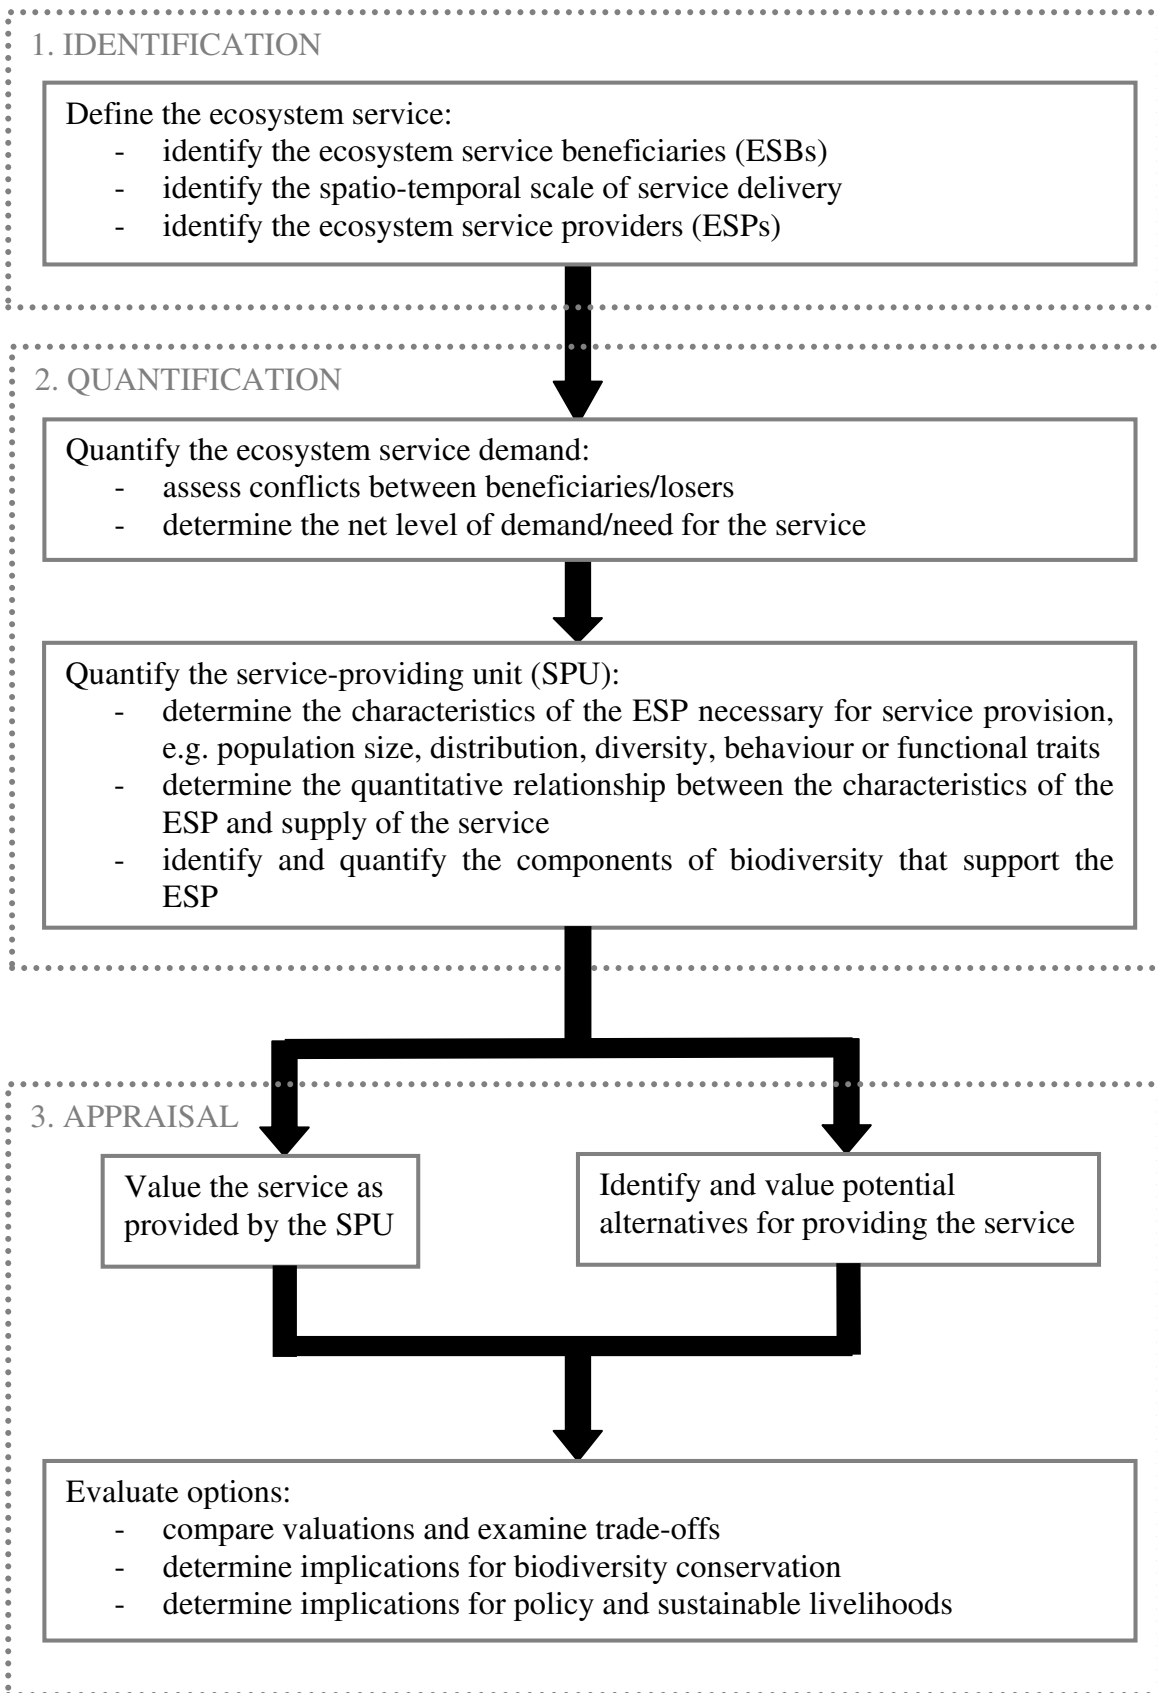 1. IDENTIFICATION
Define the ecosystem service:
- identify the ecosystem service beneficiaries (ESBs)
- identify the spatio-temporal scale of service delivery
- identify the ecosystem service providers (ESPs)
2. QUANTIFICATION
Quantify the ecosystem service demand:
- assess conflicts between beneficiaries/losers
- determine the net level of demand/need for the service
Quantify the service-providing unit (SPU):
- determine the characteristics of the ESP necessary for service provision,
e.g. population size, distribution, diversity, behaviour or functional traits
- determine the quantitative relationship between the characteristics of the
ESP and supply of the service
- identify and quantify the components of biodiversity that support the
ESP
3. APPRAISAL
Value the service as
provided by the SPU
Identify and value potential
alternatives for providing the service
Evaluate options:
- compare valuations and examine trade-offs
- determine implications for biodiversity conservation
- determine implications for policy and sustainable livelihoods